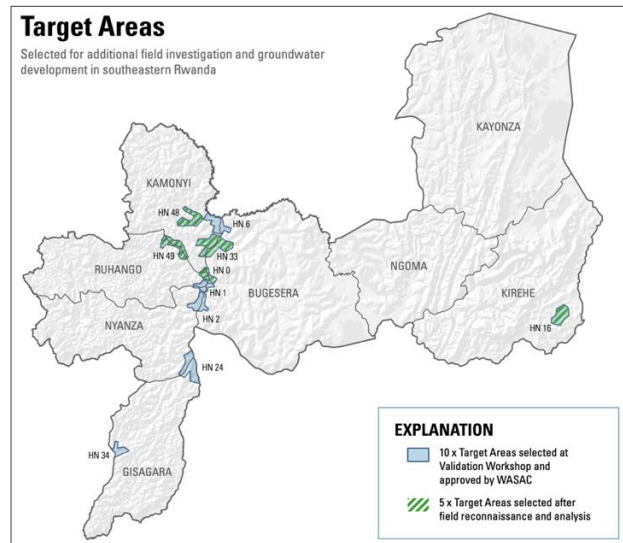 Target Areas
Selected for additional field investigation and groundwater
development in southeastern Rwanda
KAYONZA
KAMONYI
HN 48
HN 6
HN 49
HN 33
RUHANGO
HN 0
NGOMA
HN 1
BUGESERA
KIREHE
HN 2
HN 16
NYANZA
HN 24
HN 34
GISAGARA
EXPLANATION
10 x Target Areas selected at
Validation Workshop and
approved by WASAC
5 x Target Areas selected after
field reconnaissance and analysis